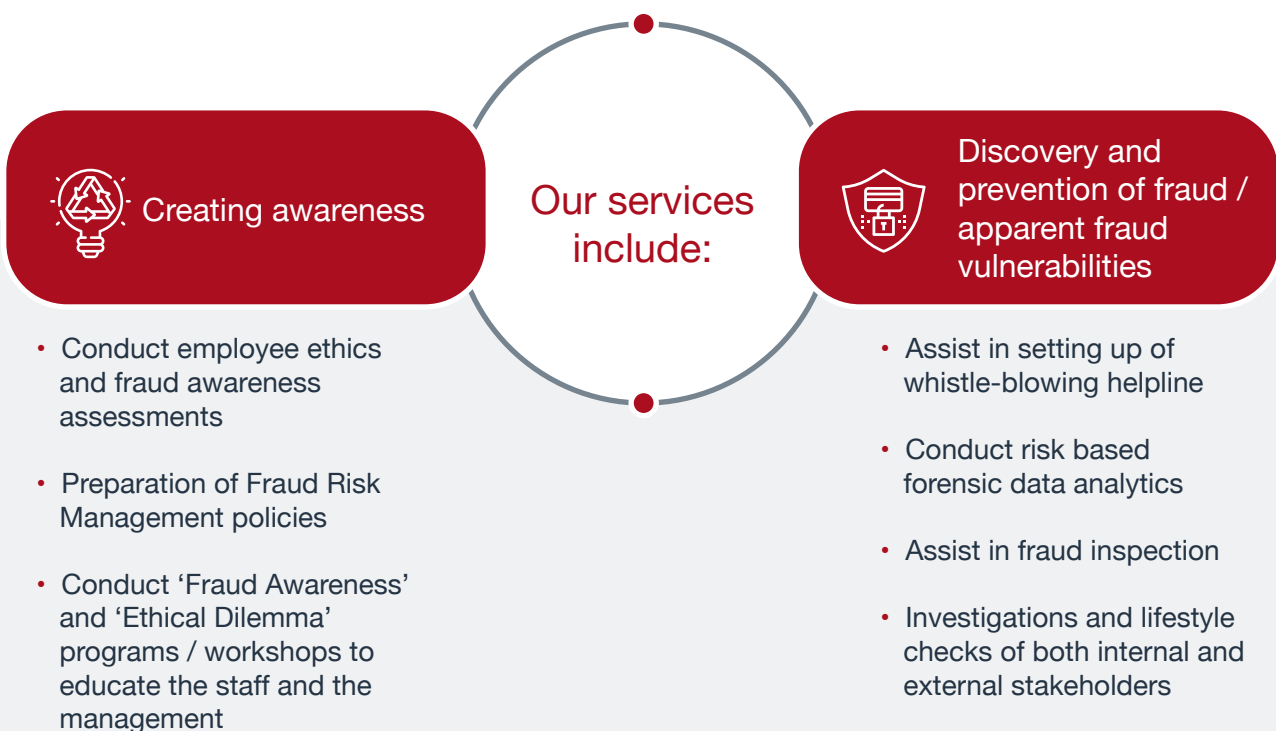 Creating awareness
Our services
include:
Discovery and
prevention of fraud /
apparent fraud
vulnerabilities
• Conduct employee ethics
and fraud awareness
assessments
• Preparation of Fraud Risk
Management policies
• Conduct ‘Fraud Awareness’
and ‘Ethical Dilemma’
programs / workshops to
educate the staff and the
management
• Assist in setting up of
whistle-blowing helpline
• Conduct risk based
forensic data analytics
• Assist in fraud inspection
• Investigations and lifestyle
checks of both internal and
external stakeholders